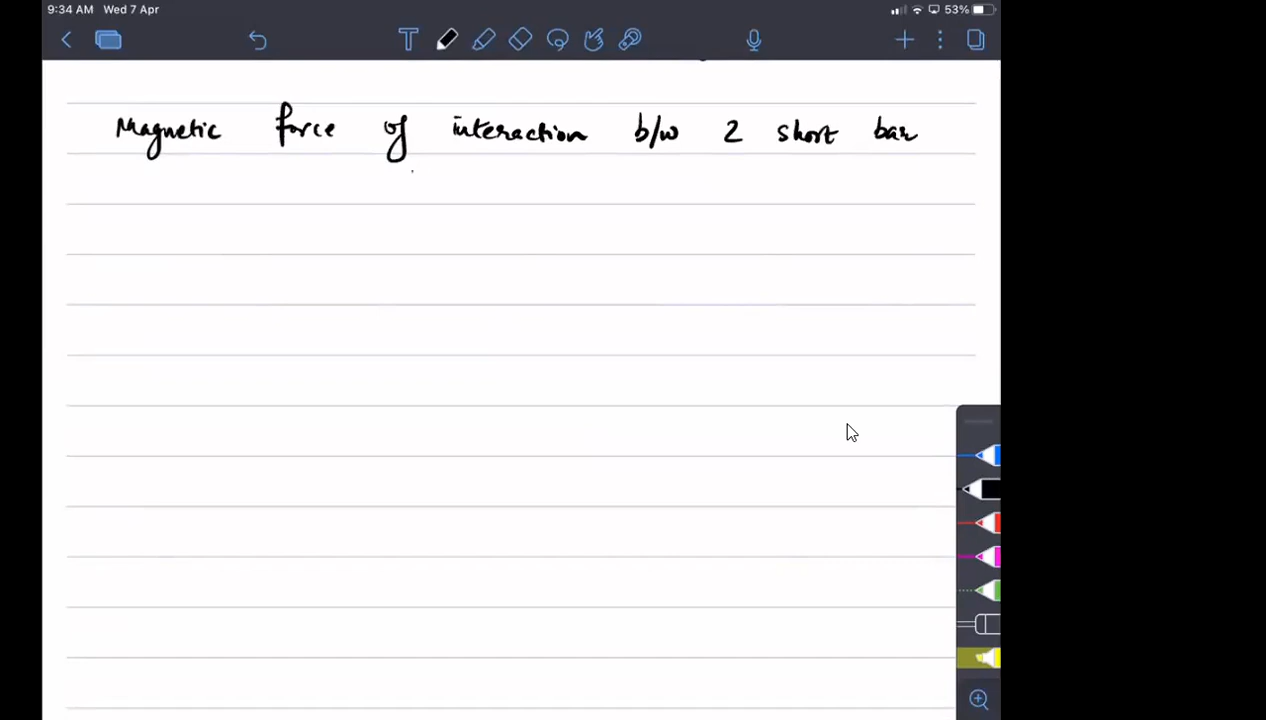 9:34 AM Wed 7 Apr 53%
Magnetic force of interaction b/w 2 short bar